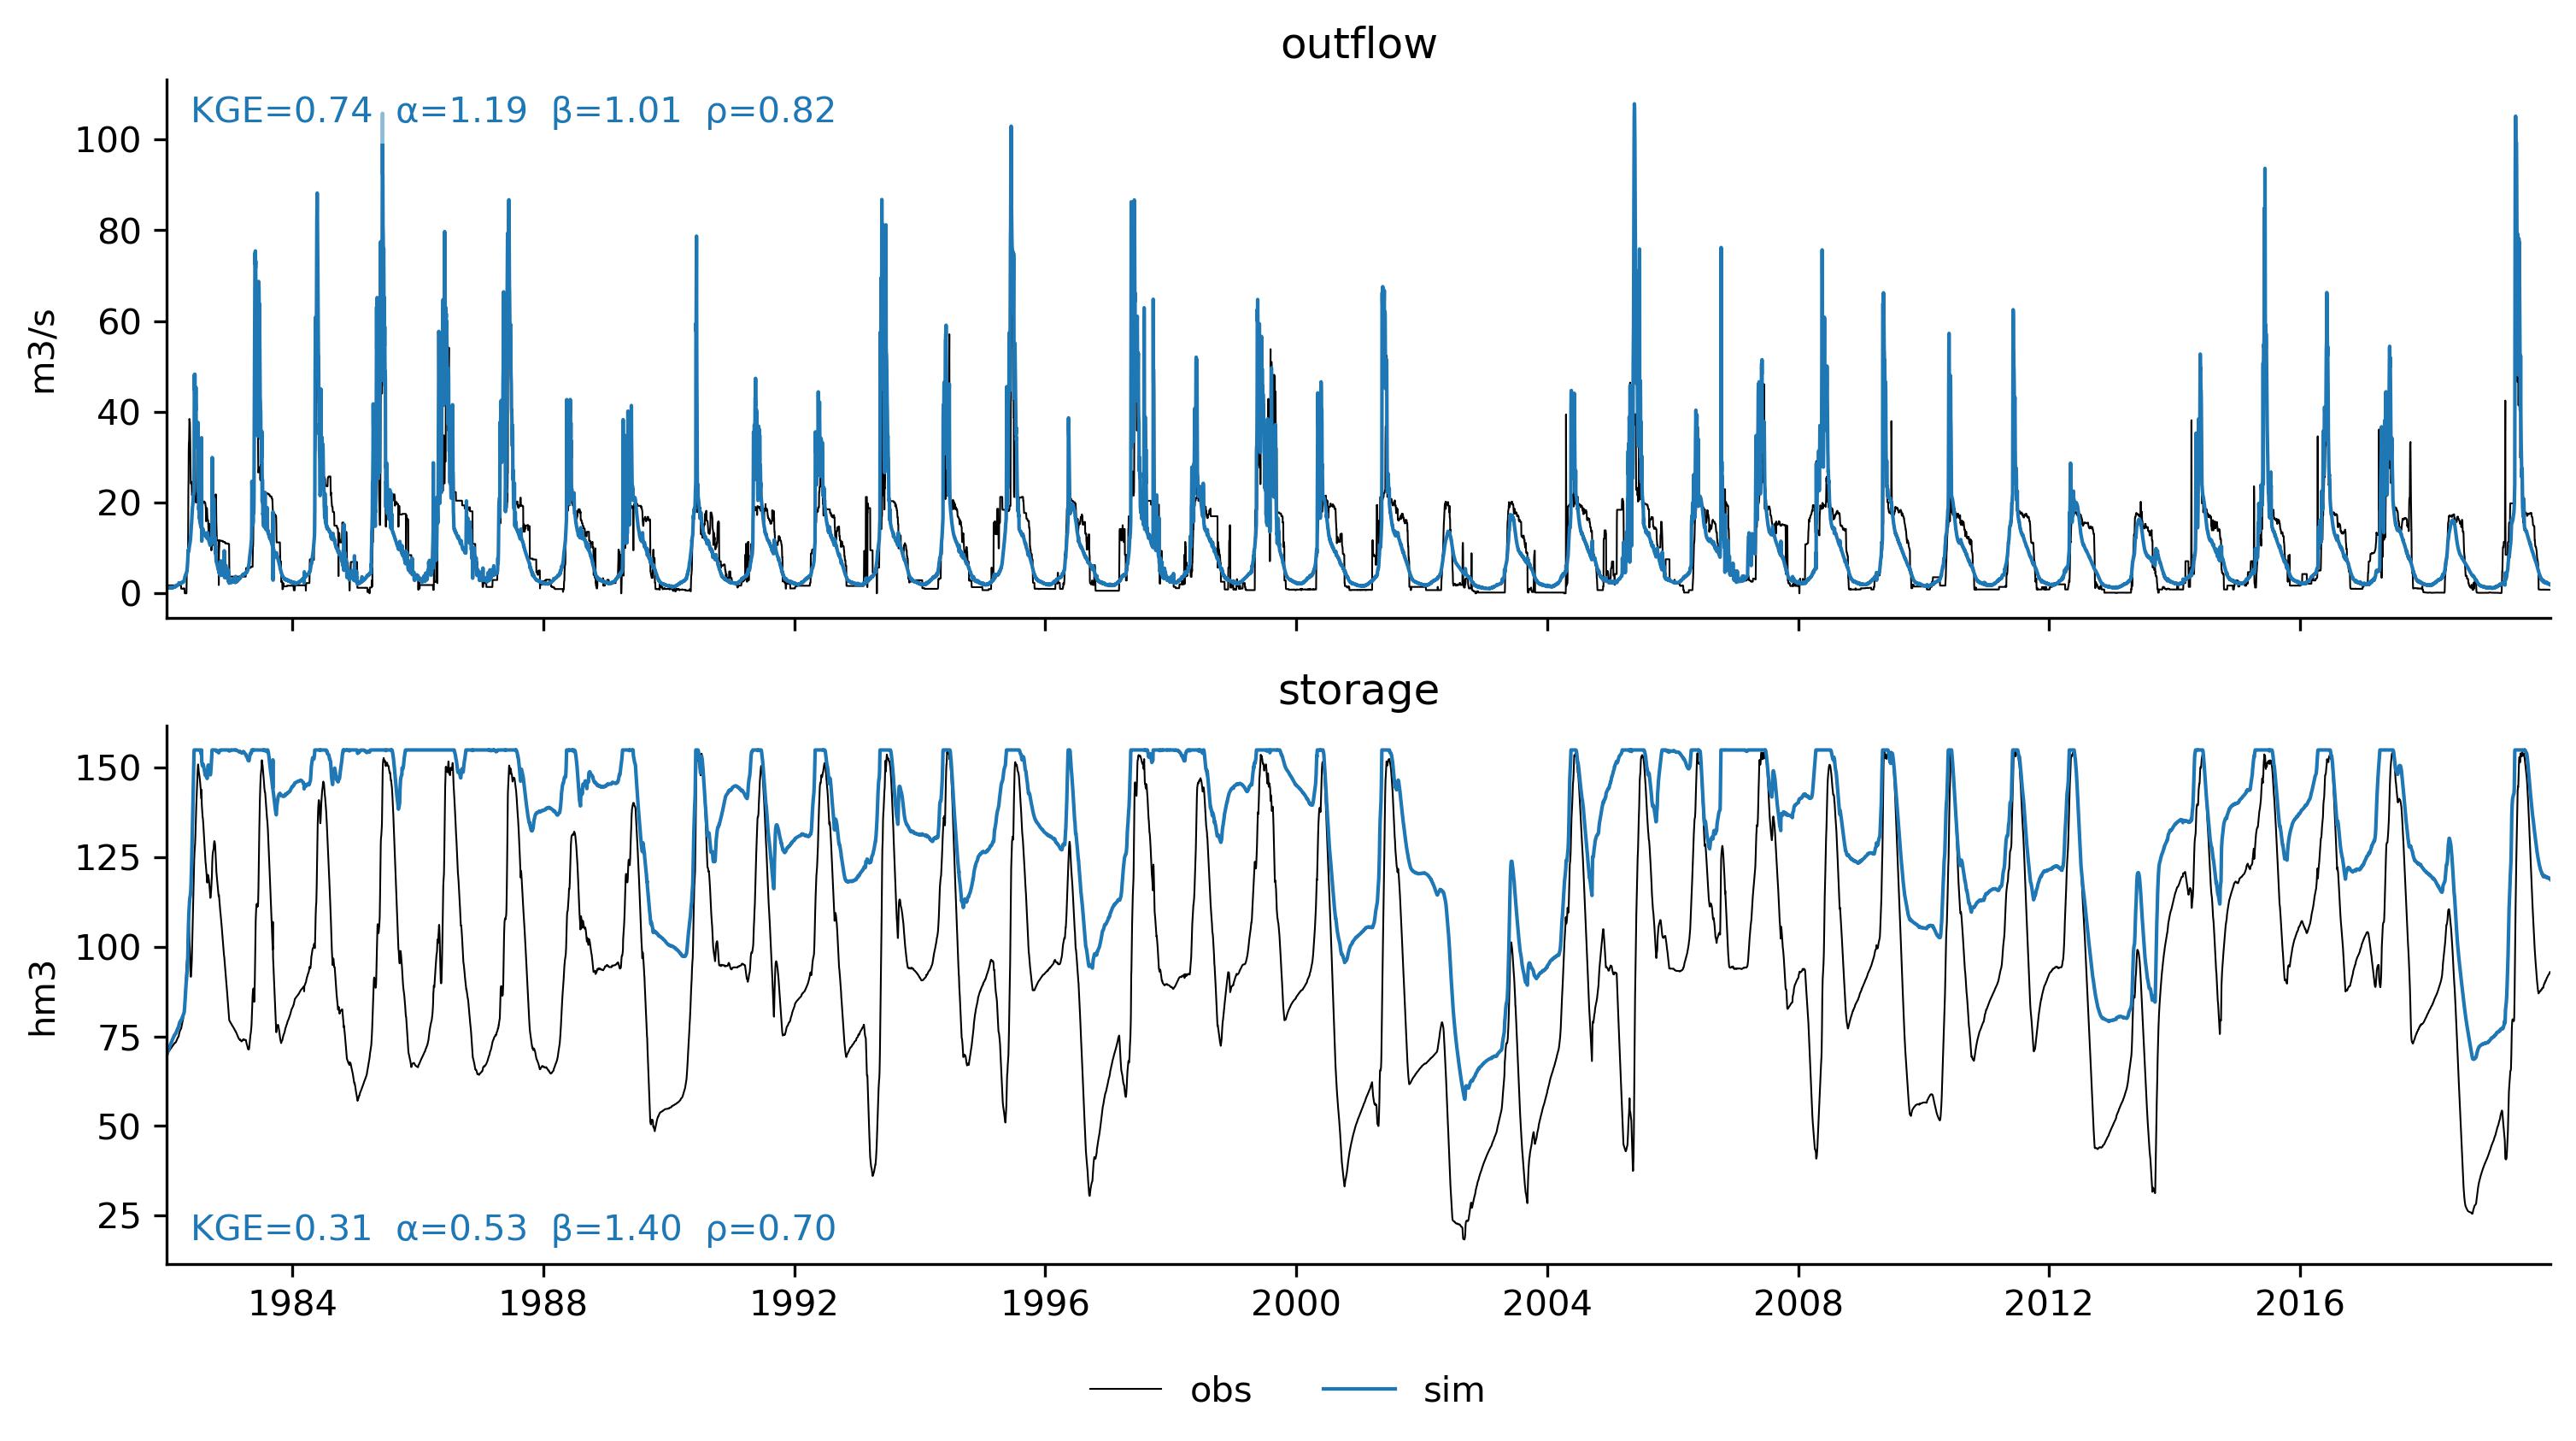 outflow
KGE=0.74 α=1.19 β=1.01 ρ=0.82
100
80
60
40
20
0
m3/s
storage
150
125
100
75
50
25
hm3
KGE=0.31 α=0.53 β=1.40 ρ=0.70
1984 1988 1992 1996 2000 2004 2008 2012 2016
obs sim